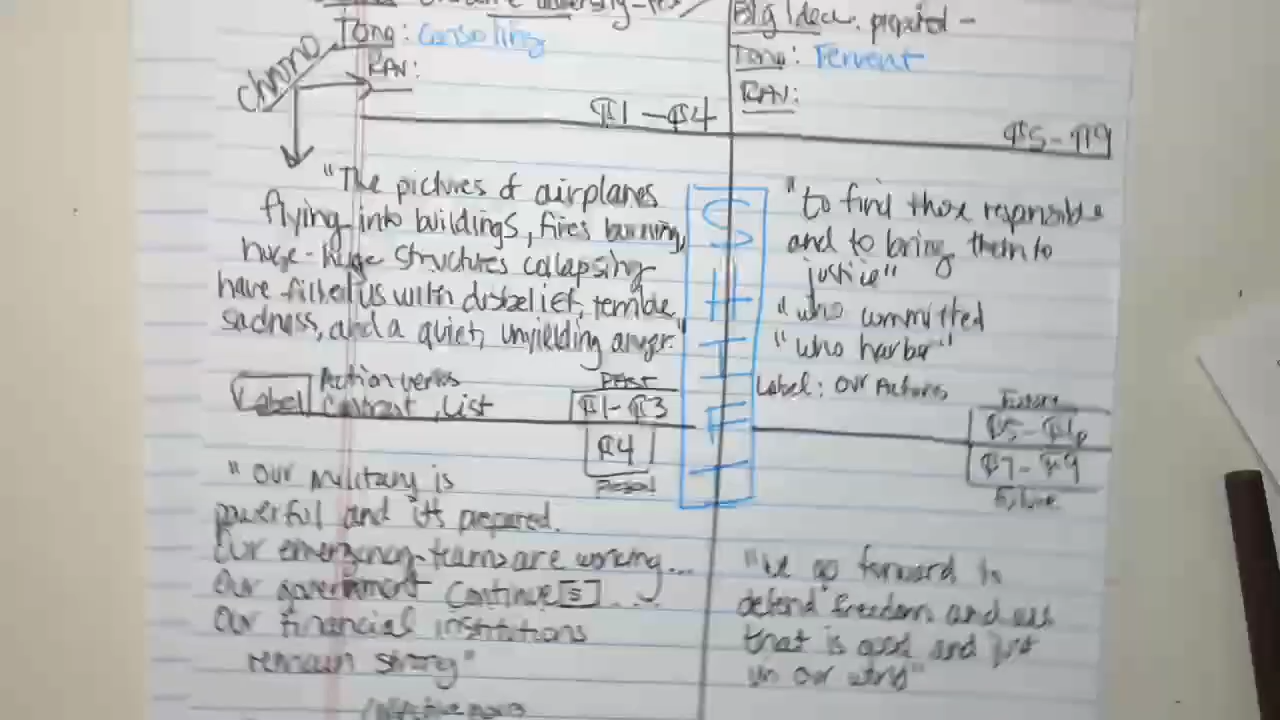 Tone: Consoling
RAV:
Chrono
¶1 - ¶4
"The pictures of airplanes
flying into buildings, fires burning,
huge - huge structures collapsing
have filled us with disbelief, terrible
sadness, and a quiet, unyielding anger."
Label
Action verbs
Contrast, List
Past
¶1 - ¶3
¶4
Present
"Our military is
powerful and it's prepared.
Our emergency teams are working...
Our government continue[s]...
Our financial institutions
remain strong"
SHIFT
Big Idea: prepared -
Tone: Fervent
RAV:
¶5 - ¶9
"to find those responsible
and to bring them to
justice"
"who committed
"who harbor"
Label: Our Actions
Future
¶5 - ¶6
¶7 - ¶9
Future
"we go forward to
defend freedom and all
that is good and just
in our world"